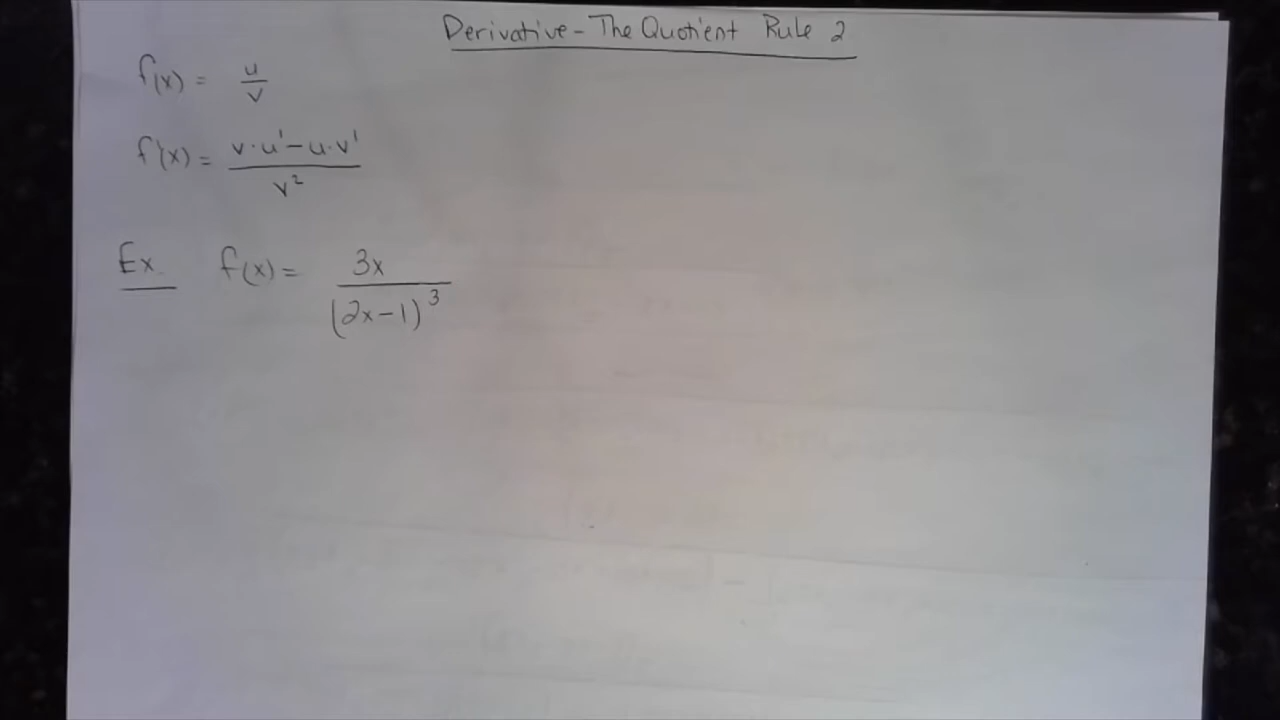 Derivative - The Quotient Rule 2
f(x) = u/v
f'(x) = v·u' - u·v' / v²
Ex f(x) = 3x / (2x-1)³